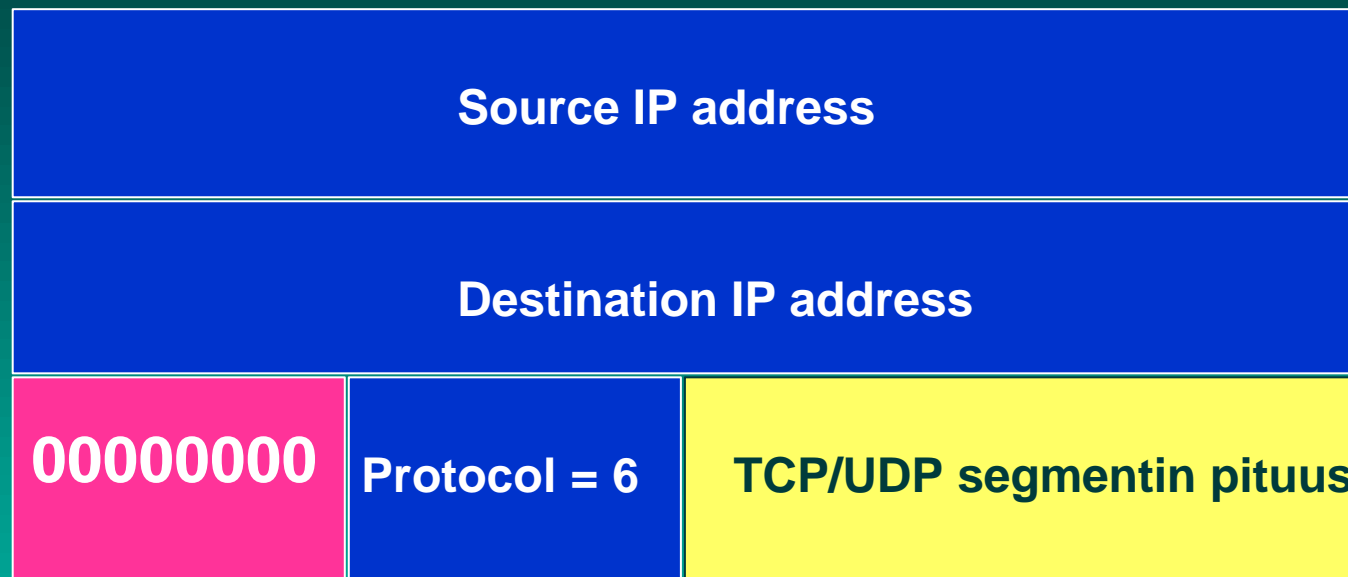 Source IP address
Destination IP address
00000000 Protocol = 6 TCP/UDP segmentin pituus